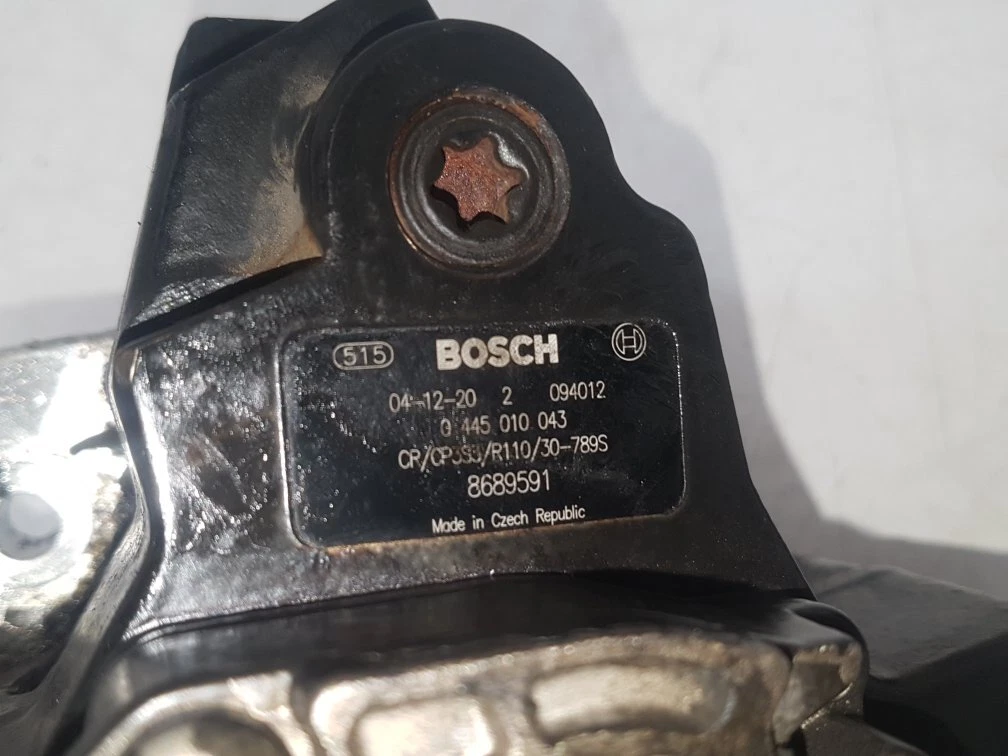 515 BOSCH H
04-12-20 2 094012
0 445 010 043
CR/CP3S3/R110/30-789S
8689591
Made in Czech Republic